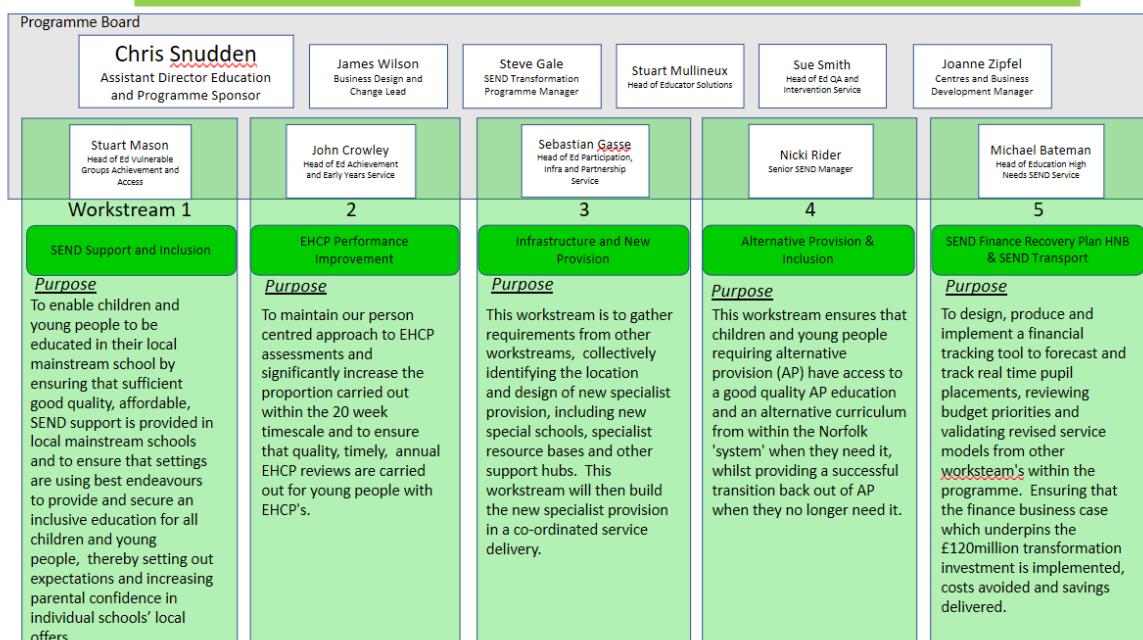 Programme Board
Chris Snudden
Assistant Director Education
and Programme Sponsor
James Wilson
Business Design and
Change Lead
Steve Gale
SEND Transformation
Programme Manager
Stuart Mullineux
Head of Educator Solutions
Sue Smith
Head of Ed QA and
Intervention Service
Joanne Zipfel
Centres and Business
Development Manager
Stuart Mason
Head of Ed Vulnerable
Groups Achievement and
Access
John Crowley
Head of Ed Achievement
and Early Years Service
Sebastian Gasse
Head of Ed Participation,
Infra and Partnership
Service
Nicki Rider
Senior SEND Manager
Michael Bateman
Head of Education High
Needs SEND Service
Workstream 1
SEND Support and Inclusion
Purpose
To enable children and
young people to be
educated in their local
mainstream school by
ensuring that sufficient
good quality, affordable,
SEND support is provided in
local mainstream schools
and to ensure that settings
are using best endeavours
to provide and secure an
inclusive education for all
children and young
people, thereby setting out
expectations and increasing
parental confidence in
individual schools’ local
offers
2
EHCP Performance
Improvement
Purpose
To maintain our person
centred approach to EHCP
assessments and
significantly increase the
proportion carried out
within the 20 week
timescale and to ensure
that quality, timely, annual
EHCP reviews are carried
out for young people with
EHCP's.
3
Infrastructure and New
Provision
Purpose
This workstream is to gather
requirements from other
workstreams, collectively
identifying the location
and design of new specialist
provision, including new
special schools, specialist
resource bases and other
support hubs. This
workstream will then build
the new specialist provision
in a co-ordinated service
delivery.
4
Alternative Provision &
Inclusion
Purpose
This workstream ensures that
children and young people
requiring alternative
provision (AP) have access to
a good quality AP education
and an alternative curriculum
from within the Norfolk
'system' when they need it,
whilst providing a successful
transition back out of AP
when they no longer need it.
5
SEND Finance Recovery Plan HNB
& SEND Transport
Purpose
To design, produce and
implement a financial
tracking tool to forecast and
track real time pupil
placements, reviewing
budget priorities and
validating revised service
models from other
worksteam's within the
programme. Ensuring that
the finance business case
which underpins the
£120million transformation
investment is implemented,
costs avoided and savings
delivered.